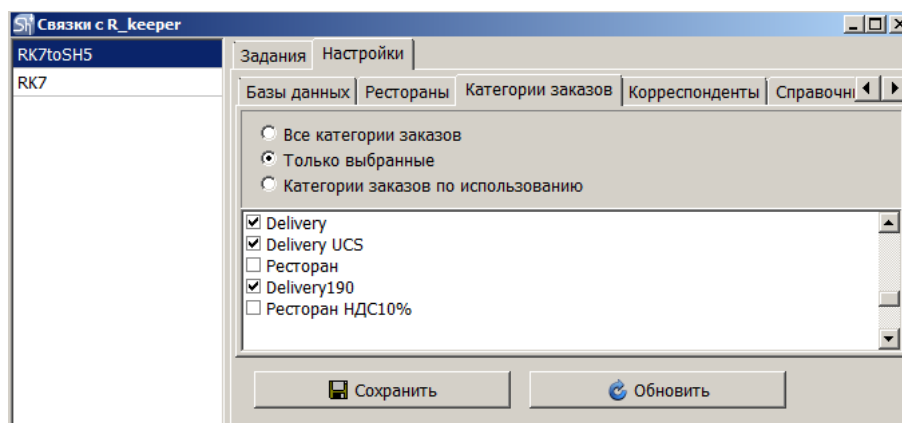 Sh Связки с R_keeper
RK7toSH5
RK7
Задания Настройки
Базы данных Рестораны Категории заказов Корреспонденты
Все категории заказов
Только выбранные
Категории заказов по использованию
Delivery
Delivery UCS
Ресторан
Delivery190
Ресторан НДС10%
Сохранить Обновить